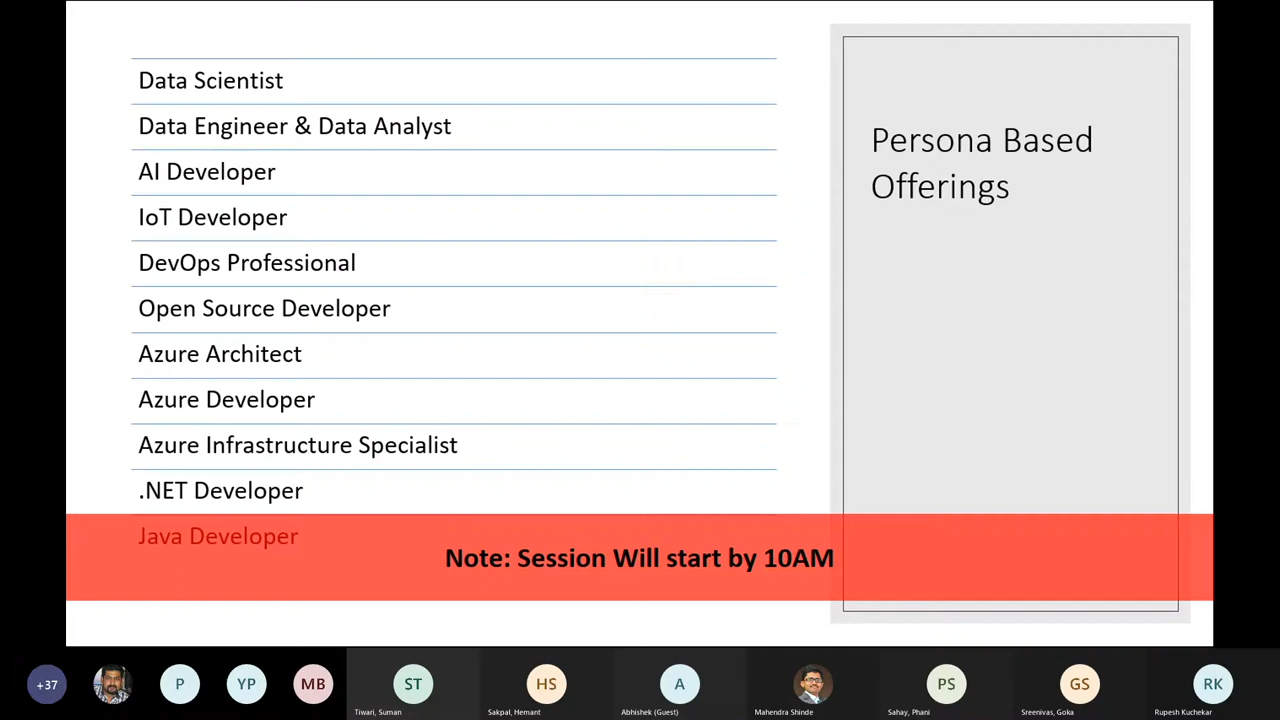 Data Scientist
Data Engineer & Data Analyst
AI Developer
IoT Developer
DevOps Professional
Open Source Developer
Azure Architect
Azure Developer
Azure Infrastructure Specialist
.NET Developer
Java Developer
Persona Based
Offerings
Note: Session Will start by 10AM
+37
P
YP
MB
ST
Tiwari, Suman
HS
Sakpal, Hemant
A
Abhishek (Guest)
Mahendra Shinde
PS
Sahay, Phani
GS
Sreenivas, Goka
RK
Rupesh Kuchekar